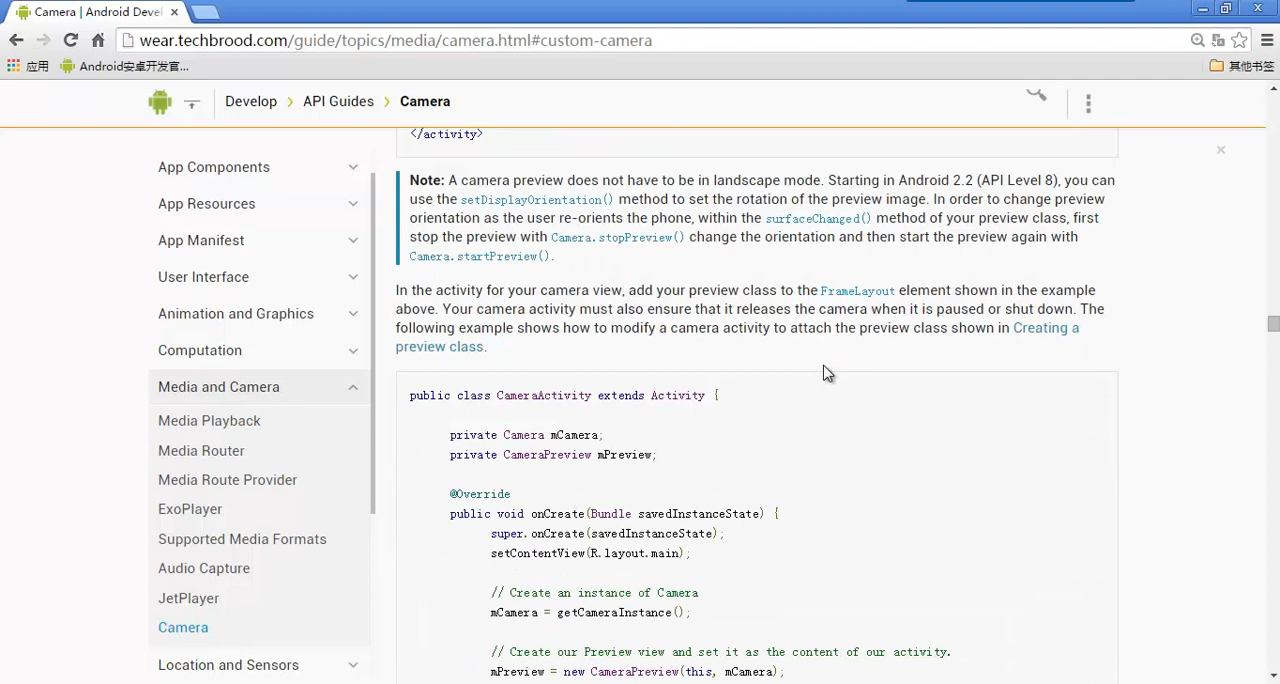 Camera | Android Deve
wear.techbrood.com/guide/topics/media/camera.html#custom-camera
应用 Android安卓开发官... 其他书签
Develop API Guides Camera
App Components
App Resources
App Manifest
User Interface
Animation and Graphics
Computation
Media and Camera
Media Playback
Media Router
Media Route Provider
ExoPlayer
Supported Media Formats
Audio Capture
JetPlayer
Camera
Location and Sensors
</activity>
Note: A camera preview does not have to be in landscape mode. Starting in Android 2.2 (API Level 8), you can
use the setDisplayOrientation() method to set the rotation of the preview image. In order to change preview
orientation as the user re-orients the phone, within the surfaceChanged() method of your preview class, first
stop the preview with Camera.stopPreview() change the orientation and then start the preview again with
Camera.startPreview().
In the activity for your camera view, add your preview class to the FrameLayout element shown in the example
above. Your camera activity must also ensure that it releases the camera when it is paused or shut down. The
following example shows how to modify a camera activity to attach the preview class shown in Creating a
preview class.
public class CameraActivity extends Activity {
private Camera mCamera;
private CameraPreview mPreview;
@Override
public void onCreate(Bundle savedInstanceState) {
super.onCreate(savedInstanceState);
setContentView(R.layout.main);
// Create an instance of Camera
mCamera = getCameraInstance();
// Create our Preview view and set it as the content of our activity.
mPreview = new CameraPreview(this, mCamera);